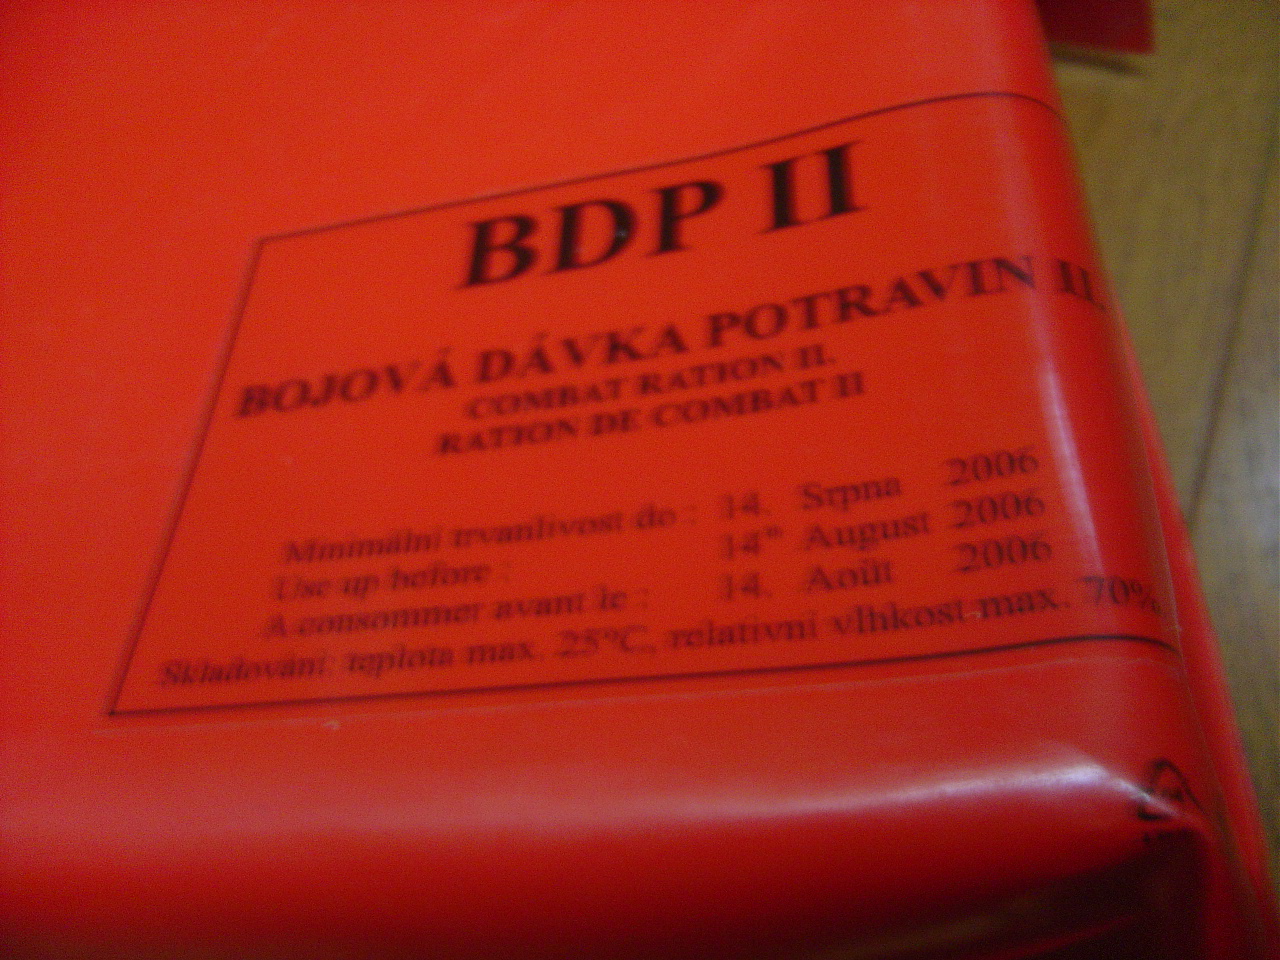 BDP II
BOJOVÁ DÁVKA POTRAVIN II.
COMBAT RATION II.
RATION DE COMBAT II
Minimální trvanlivost do : 14. Srpna 2006
Use up before : 14th August 2006
A consommer avant le : 14. Août 2006
Skladování: teplota max. 25°C, relativní vlhkost max. 70%